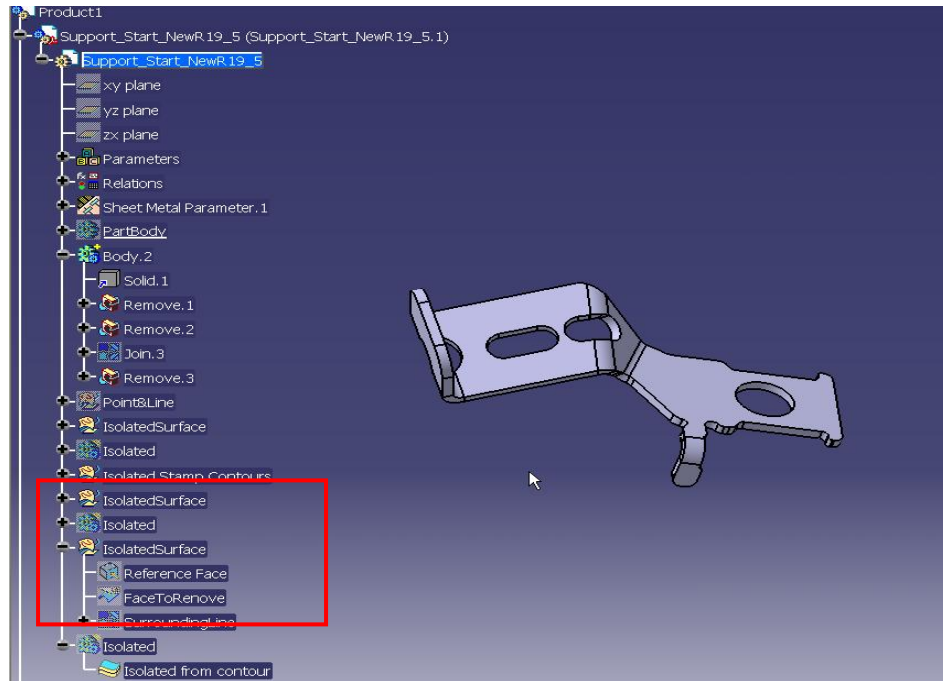 Product1
Support_Start_NewR19_5 (Support_Start_NewR19_5.1)
Support_Start_NewR19_5
xy plane
yz plane
zx plane
Parameters
Relations
Sheet Metal Parameter.1
PartBody
Body.2
Solid.1
Remove.1
Remove.2
Join.3
Remove.3
Point&Line
IsolatedSurface
Isolated
Isolated Stamp Contours
IsolatedSurface
Isolated
IsolatedSurface
Reference Face
FaceToRenove
SurroundingLine
Isolated
Isolated from contour